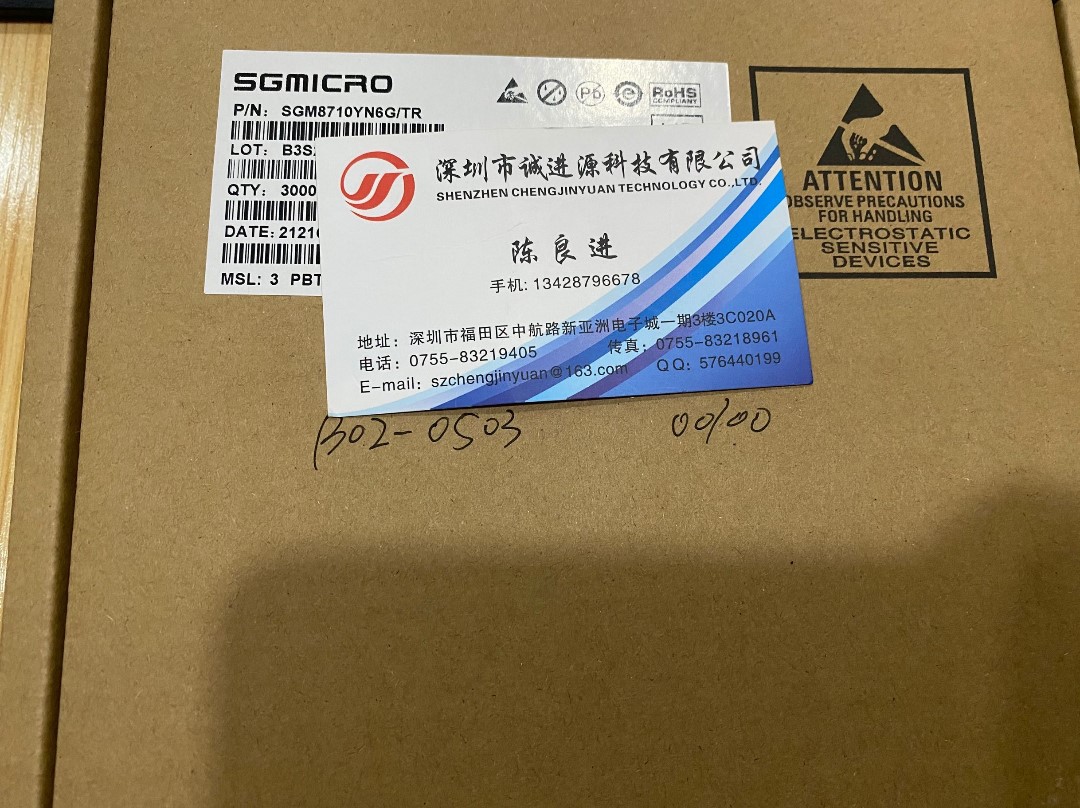 SGMICRO
P/N: SGM8710YN6G/TR
LOT: B3S
QTY: 3000
DATE: 2121
MSL: 3 PBT
Pb
e
RoHS
COMPLIANT
深圳市诚进源科技有限公司
SHENZHEN CHENGJINYUAN TECHNOLOGY CO.,LTD.
陈良进
手机: 13428796678
地址: 深圳市福田区中航路新亚洲电子城一期3楼3C020A
电话: 0755-83219405 传真: 0755-83218961
E-mail: szchengjinyuan@163.com QQ: 576440199
ATTENTION
OBSERVE PRECAUTIONS
FOR HANDLING
ELECTROSTATIC
SENSITIVE
DEVICES
1302-0503